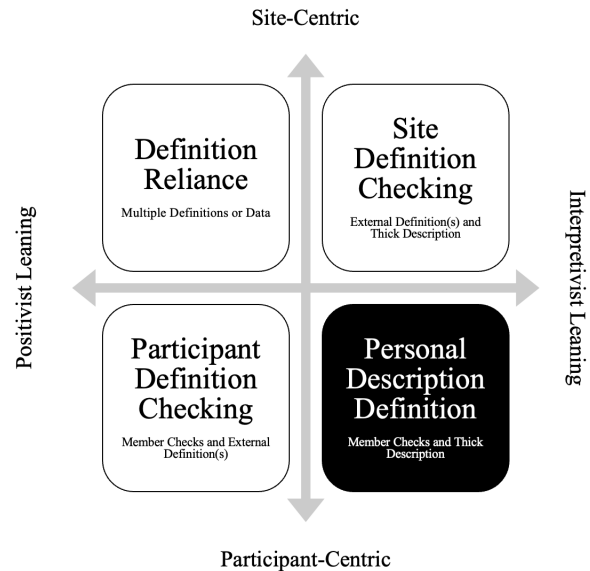 Site-Centric
Definition
Reliance
Multiple Definitions or Data
Site
Definition
Checking
External Definition(s) and
Thick Description
Positivist Leaning
Interpretivist Leaning
Participant
Definition
Checking
Member Checks and External
Definition(s)
Personal
Description
Definition
Member Checks and Thick
Description
Participant-Centric